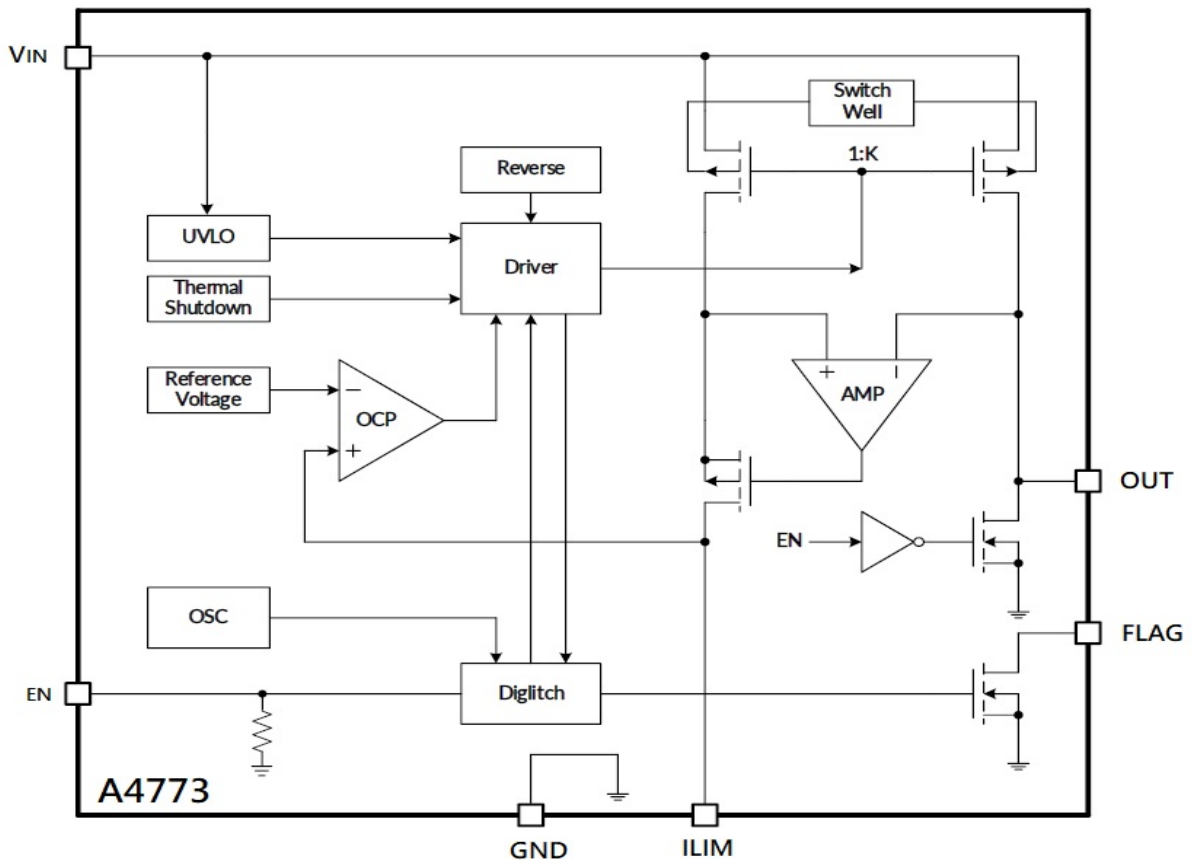 VIN
Switch
Well
1:K
Reverse
UVLO
Driver
Thermal
Shutdown
Reference
Voltage
−
OCP
+
+
−
AMP
OUT
EN
OSC
FLAG
EN
Diglitch
A4773
GND
ILIM